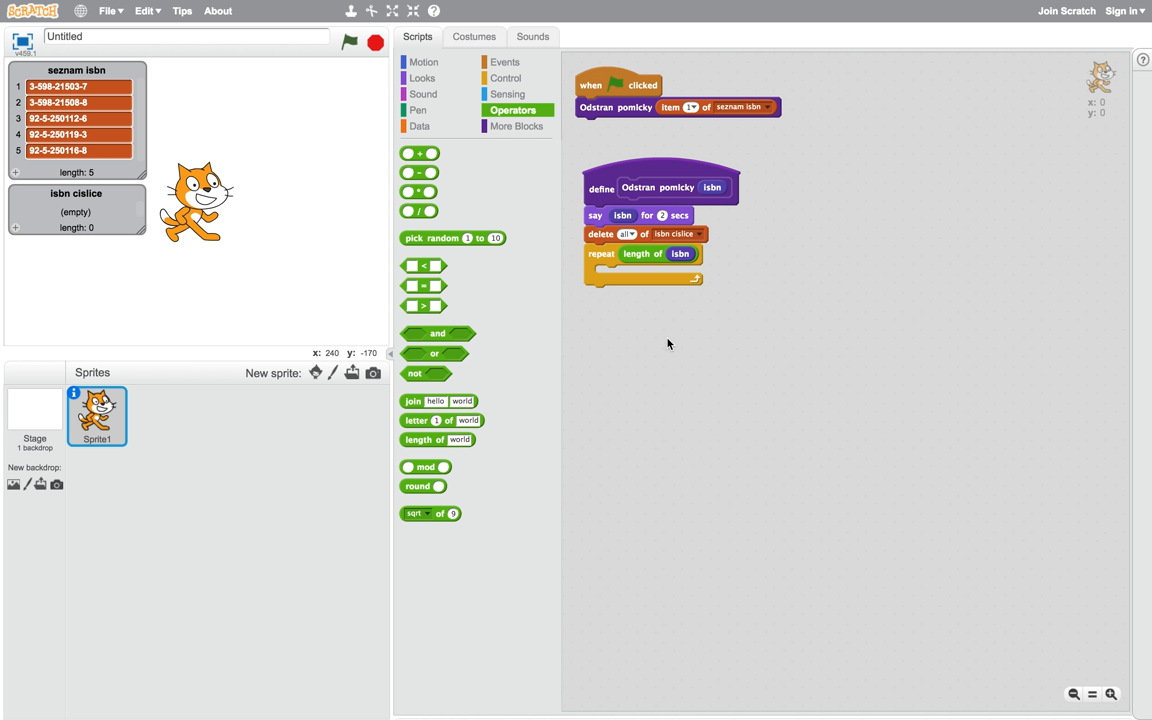 SCRATCH File▾ Edit▾ Tips About Join Scratch Sign in▾
v459.1
Untitled
Scripts Costumes Sounds
seznam isbn
1 3-598-21503-7
2 3-598-21508-8
3 92-5-250112-6
4 92-5-250119-3
5 92-5-250116-8
+ length: 5
isbn cislice
(empty)
+ length: 0
x: 240 y: -170
Sprites New sprite:
Stage
1 backdrop
New backdrop:
Sprite1
Motion Events
Looks Control
Sound Sensing
Pen Operators
Data More Blocks
+
-
*
/
pick random 1 to 10
<
=
>
and
or
not
join hello world
letter 1 of world
length of world
mod
round
sqrt of 9
when clicked
Odstran pomlcky item 1 of seznam isbn
define Odstran pomlcky isbn
say isbn for 2 secs
delete all of isbn cislice
repeat length of isbn
x: 0
y: 0